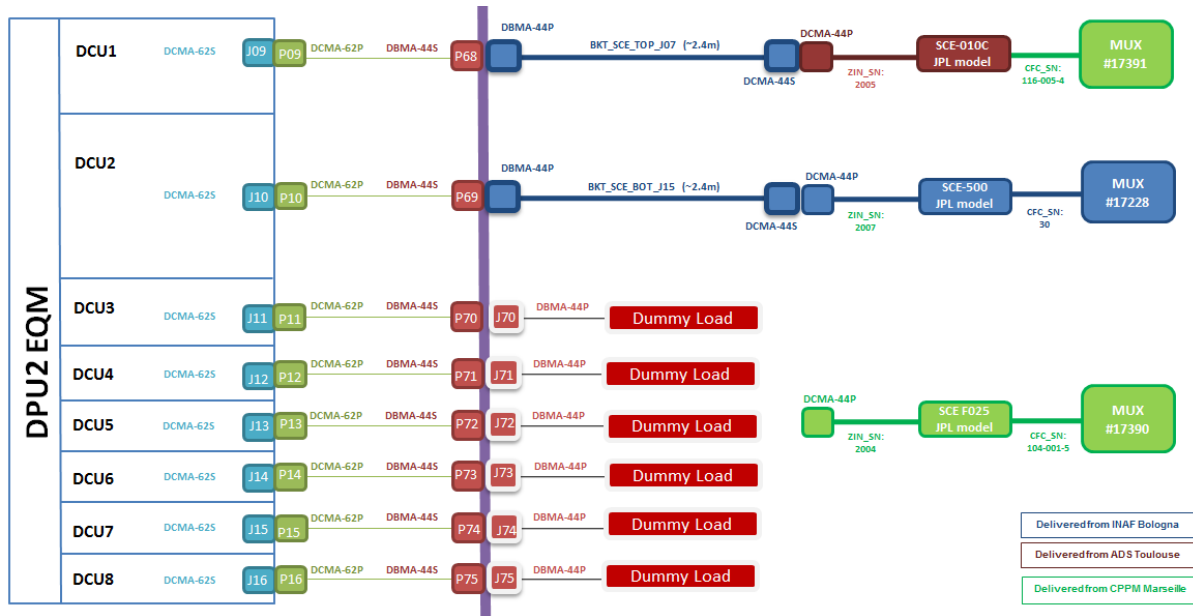 DPU2 EQM
DCU1
DCMA-62S
J09
P09
DCMA-62P
DBMA-44S
P68
DBMA-44P
BKT_SCE_TOP_J07 (~2.4m)
DCMA-44S
DCMA-44P
ZIN_SN:
2005
SCE-010C
JPL model
CFC_SN:
116-005-4
MUX
#17391
DCU2
DCMA-62S
J10
P10
DCMA-62P
DBMA-44S
P69
DBMA-44P
BKT_SCE_BOT_J15 (~2.4m)
DCMA-44S
DCMA-44P
ZIN_SN:
2007
SCE-500
JPL model
CFC_SN:
30
MUX
#17228
DCU3
DCMA-62S
J11
P11
DCMA-62P
DBMA-44S
P70
J70
DBMA-44P
Dummy Load
DCU4
DCMA-62S
J12
P12
DCMA-62P
DBMA-44S
P71
J71
DBMA-44P
Dummy Load
DCU5
DCMA-62S
J13
P13
DCMA-62P
DBMA-44S
P72
J72
DBMA-44P
Dummy Load
DCMA-44P
ZIN_SN:
2004
SCE F025
JPL model
CFC_SN:
104-001-5
MUX
#17390
DCU6
DCMA-62S
J14
P14
DCMA-62P
DBMA-44S
P73
J73
DBMA-44P
Dummy Load
DCU7
DCMA-62S
J15
P15
DCMA-62P
DBMA-44S
P74
J74
DBMA-44P
Dummy Load
DCU8
DCMA-62S
J16
P16
DCMA-62P
DBMA-44S
P75
J75
DBMA-44P
Dummy Load
Delivered from INAF Bologna
Delivered from ADS Toulouse
Delivered from CPPM Marseille